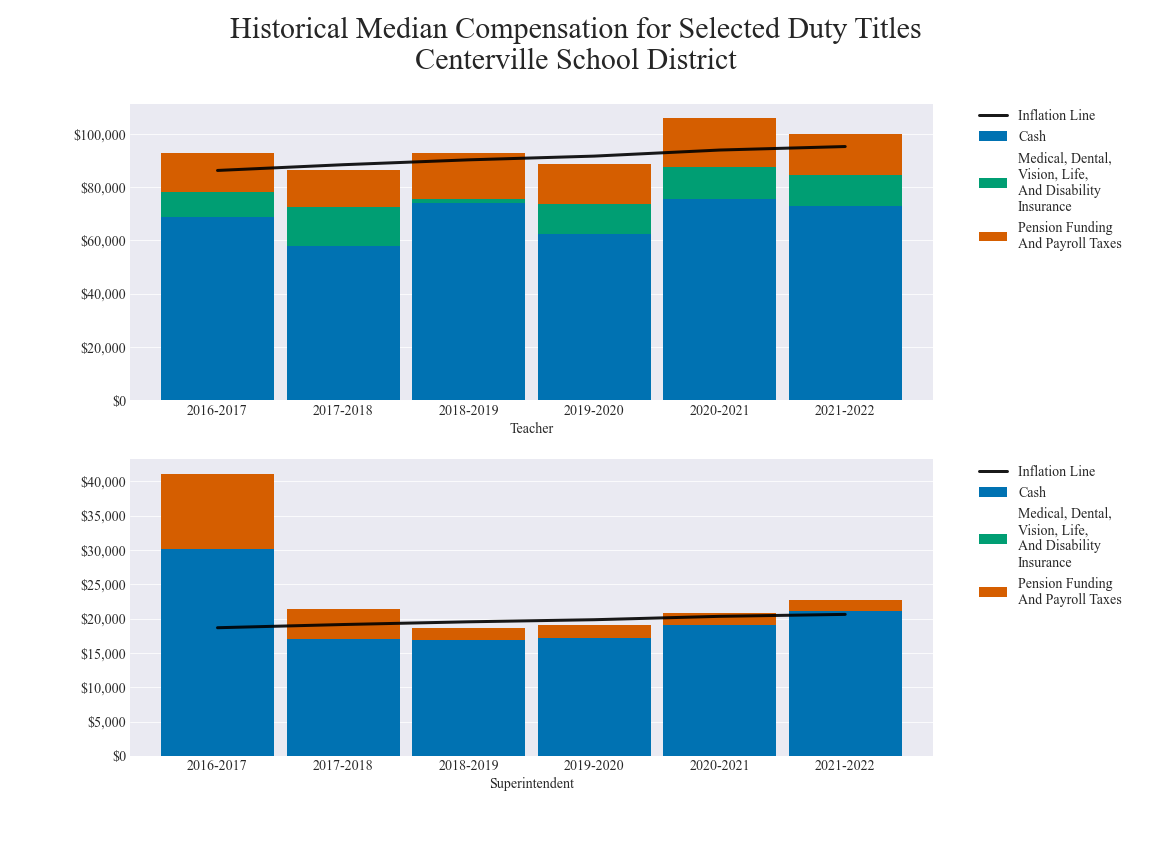 Historical Median Compensation for Selected Duty Titles
Centerville School District
$100,000
$80,000
$60,000
$40,000
$20,000
$0
2016-2017 2017-2018 2018-2019 2019-2020 2020-2021 2021-2022
Teacher
Inflation Line
Cash
Medical, Dental,
Vision, Life,
And Disability
Insurance
Pension Funding
And Payroll Taxes
$40,000
$35,000
$30,000
$25,000
$20,000
$15,000
$10,000
$5,000
$0
2016-2017 2017-2018 2018-2019 2019-2020 2020-2021 2021-2022
Superintendent
Inflation Line
Cash
Medical, Dental,
Vision, Life,
And Disability
Insurance
Pension Funding
And Payroll Taxes